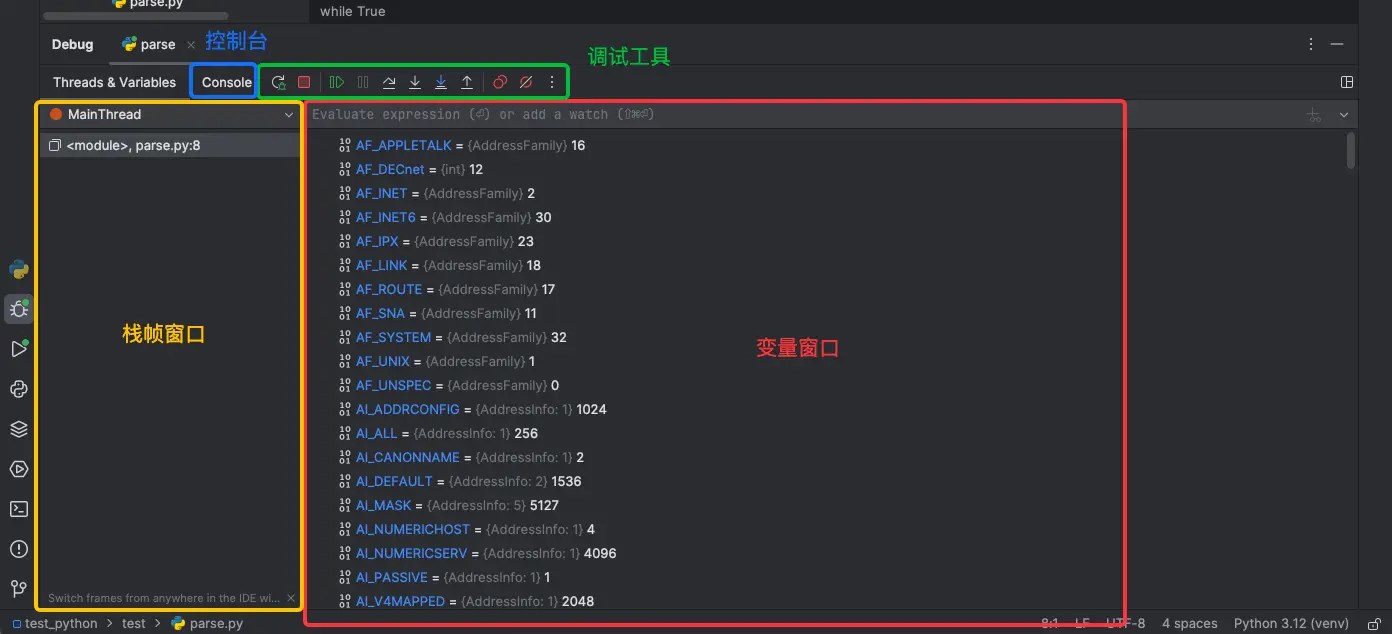 parse.py
while True
Debug
parse
控制台
调试工具
Threads & Variables
Console
MainThread
Evaluate expression (⏎) or add a watch (⇧⌘⏎)
<module>, parse.py:8
AF_APPLETALK = {AddressFamily} 16
AF_DECnet = {int} 12
AF_INET = {AddressFamily} 2
AF_INET6 = {AddressFamily} 30
AF_IPX = {AddressFamily} 23
AF_LINK = {AddressFamily} 18
AF_ROUTE = {AddressFamily} 17
AF_SNA = {AddressFamily} 11
AF_SYSTEM = {AddressFamily} 32
AF_UNIX = {AddressFamily} 1
AF_UNSPEC = {AddressFamily} 0
AI_ADDRCONFIG = {AddressInfo: 1} 1024
AI_ALL = {AddressInfo: 1} 256
AI_CANONNAME = {AddressInfo: 1} 2
AI_DEFAULT = {AddressInfo: 2} 1536
AI_MASK = {AddressInfo: 5} 5127
AI_NUMERICHOST = {AddressInfo: 1} 4
AI_NUMERICSERV = {AddressInfo: 1} 4096
AI_PASSIVE = {AddressInfo: 1} 1
AI_V4MAPPED = {AddressInfo: 1} 2048
栈帧窗口
变量窗口
Switch frames from anywhere in the IDE wi...
test_python > test > parse.py
8:1 LF UTF-8 4 spaces Python 3.12 (venv)